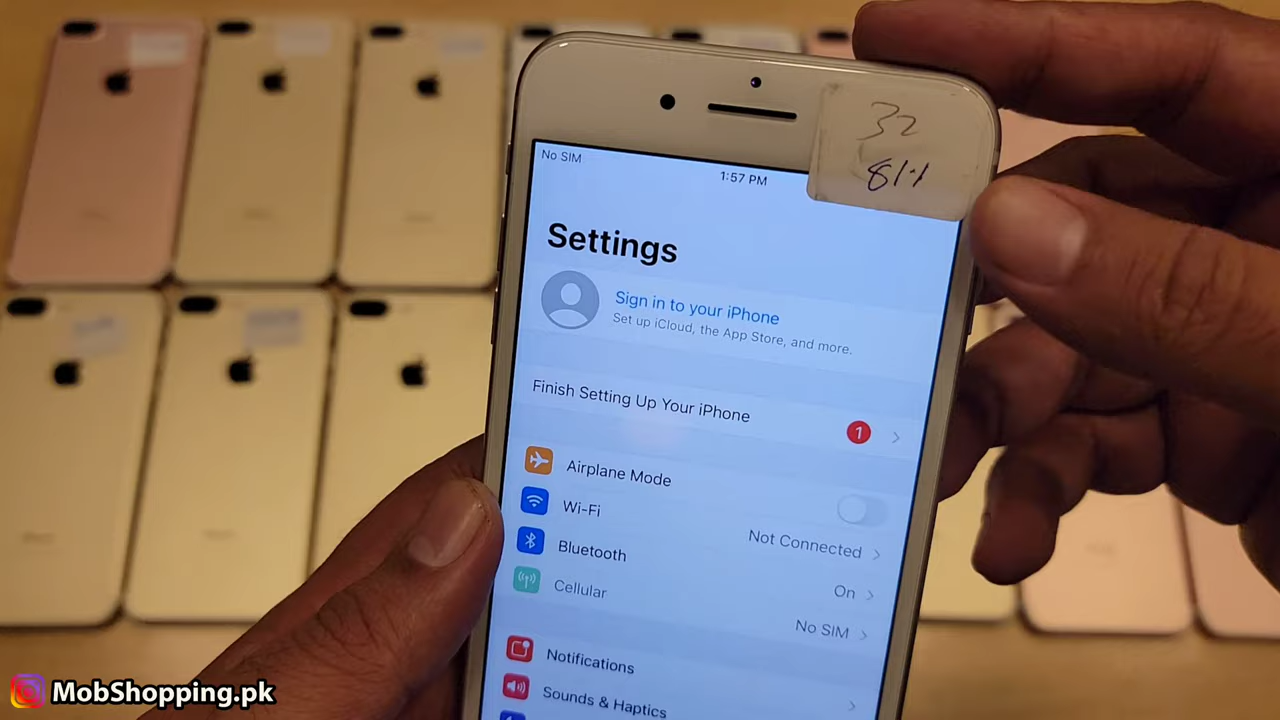 32
81%
No SIM
1:57 PM
Settings
Sign in to your iPhone
Set up iCloud, the App Store, and more.
Finish Setting Up Your iPhone
1
Airplane Mode
Wi-Fi
Not Connected
Bluetooth
On
Cellular
No SIM
Notifications
Sounds & Haptics
MobShopping.pk